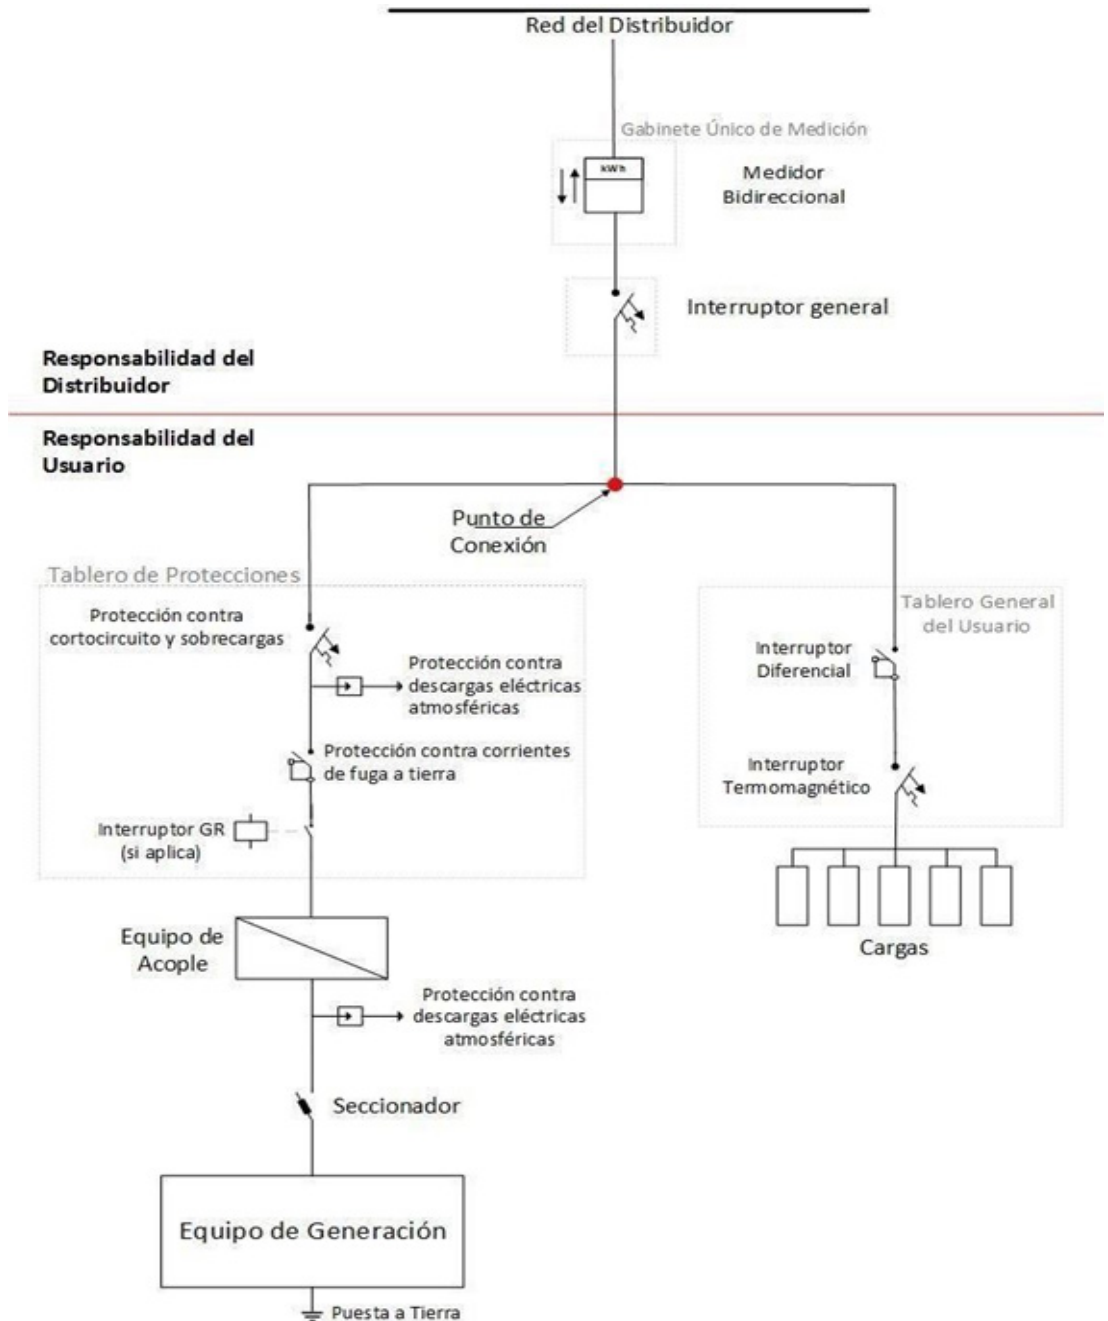 Red del Distribuidor
Gabinete Único de Medición
kWh
Medidor
Bidireccional
Interruptor general
Responsabilidad del
Distribuidor
Responsabilidad del
Usuario
Punto de
Conexión
Tablero de Protecciones
Protección contra
cortocircuito y sobrecargas
Protección contra
descargas eléctricas
atmosféricas
Protección contra corrientes
de fuga a tierra
Interruptor GR
(si aplica)
Tablero General
del Usuario
Interruptor
Diferencial
Interruptor
Termomagnético
Cargas
Equipo de
Acople
Protección contra
descargas eléctricas
atmosféricas
Seccionador
Equipo de Generación
Puesta a Tierra